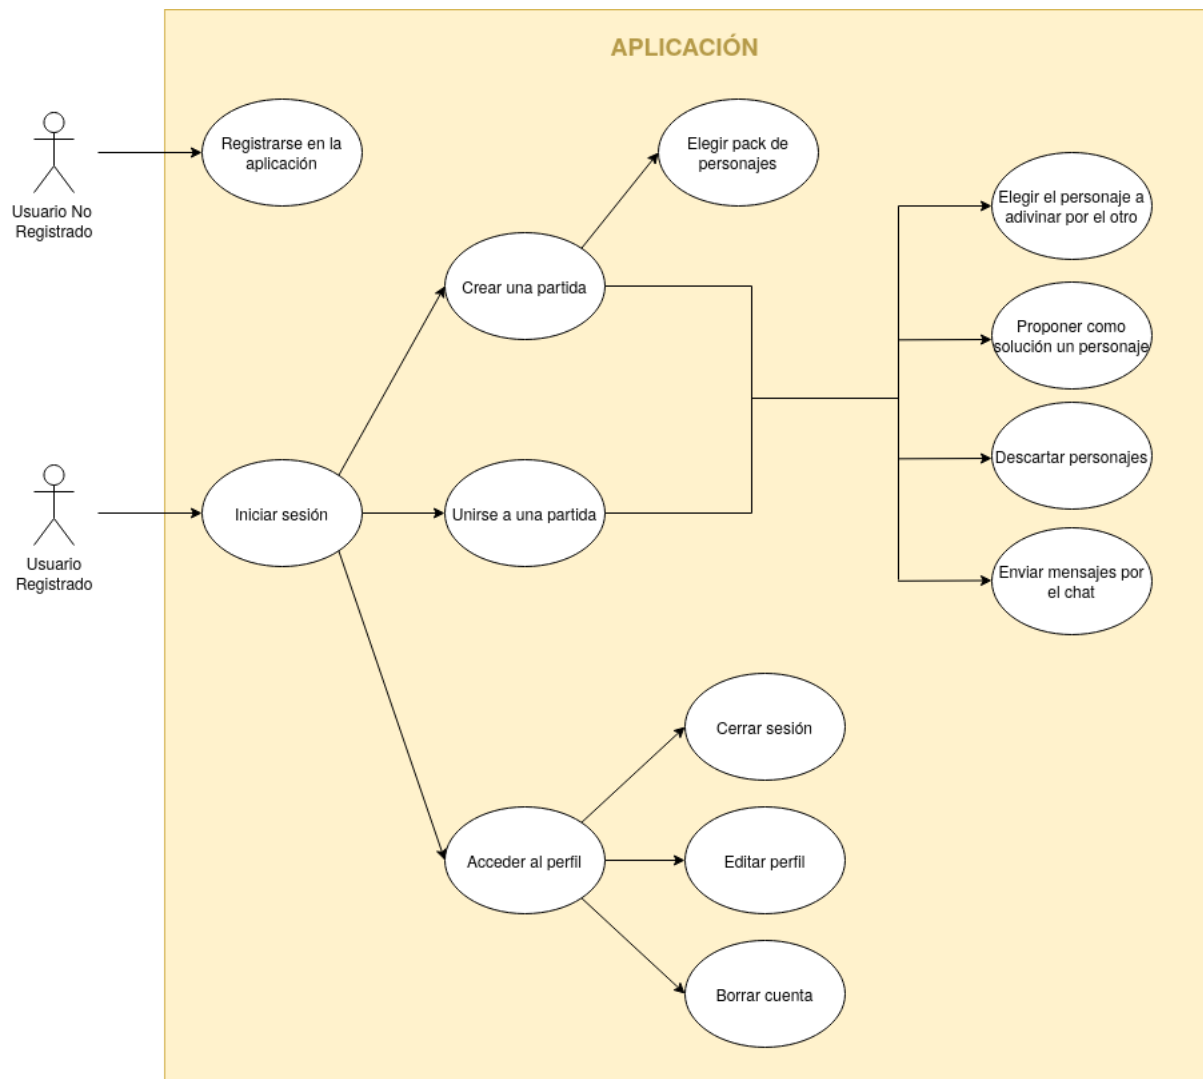 APLICACIÓN
Usuario No
Registrado
Registrarse en la
aplicación
Elegir pack de
personajes
Elegir el personaje a
adivinar por el otro
Crear una partida
Proponer como
solución un personaje
Descartar personajes
Usuario
Registrado
Iniciar sesión
Unirse a una partida
Enviar mensajes por
el chat
Cerrar sesión
Acceder al perfil
Editar perfil
Borrar cuenta